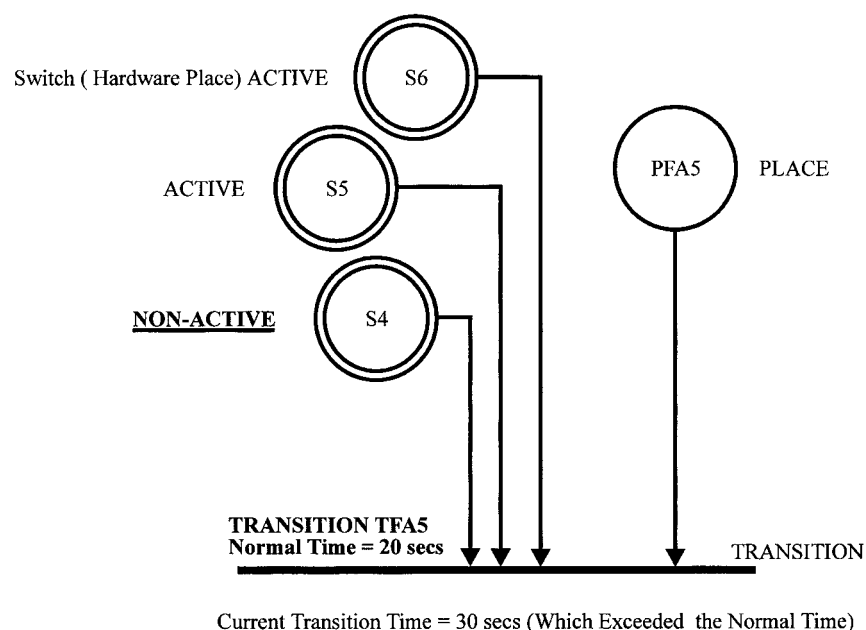 Switch ( Hardware Place) ACTIVE
S6
ACTIVE
S5
PFA5
PLACE
NON-ACTIVE
S4
TRANSITION TFA5
Normal Time = 20 secs
TRANSITION
Current Transition Time = 30 secs (Which Exceeded the Normal Time)